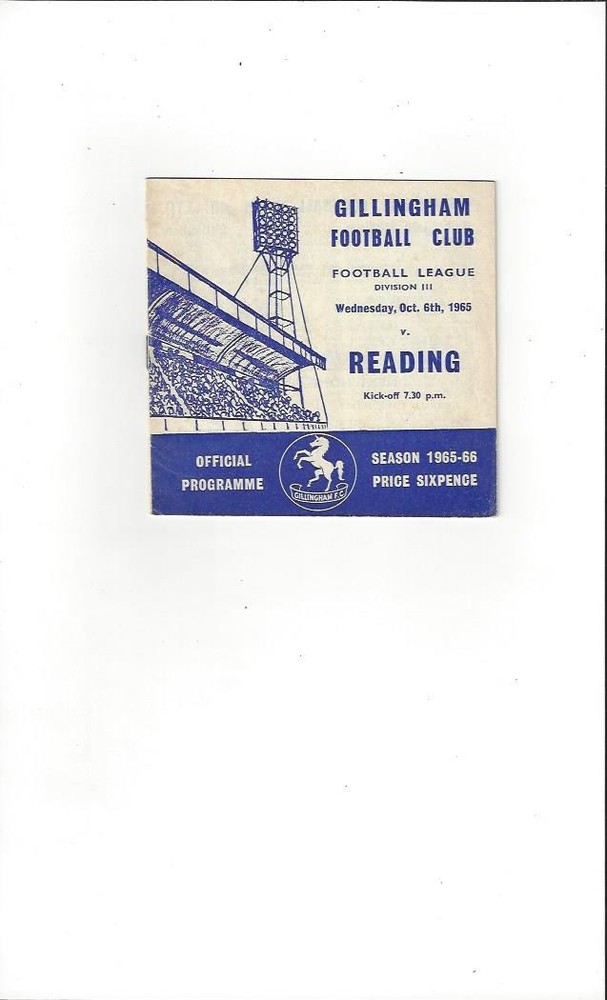 GILLINGHAM
FOOTBALL CLUB
FOOTBALL LEAGUE
DIVISION III
Wednesday, Oct. 6th, 1965
v.
READING
Kick-off 7.30 p.m.
OFFICIAL
PROGRAMME
GILLINGHAM F.C.
SEASON 1965-66
PRICE SIXPENCE